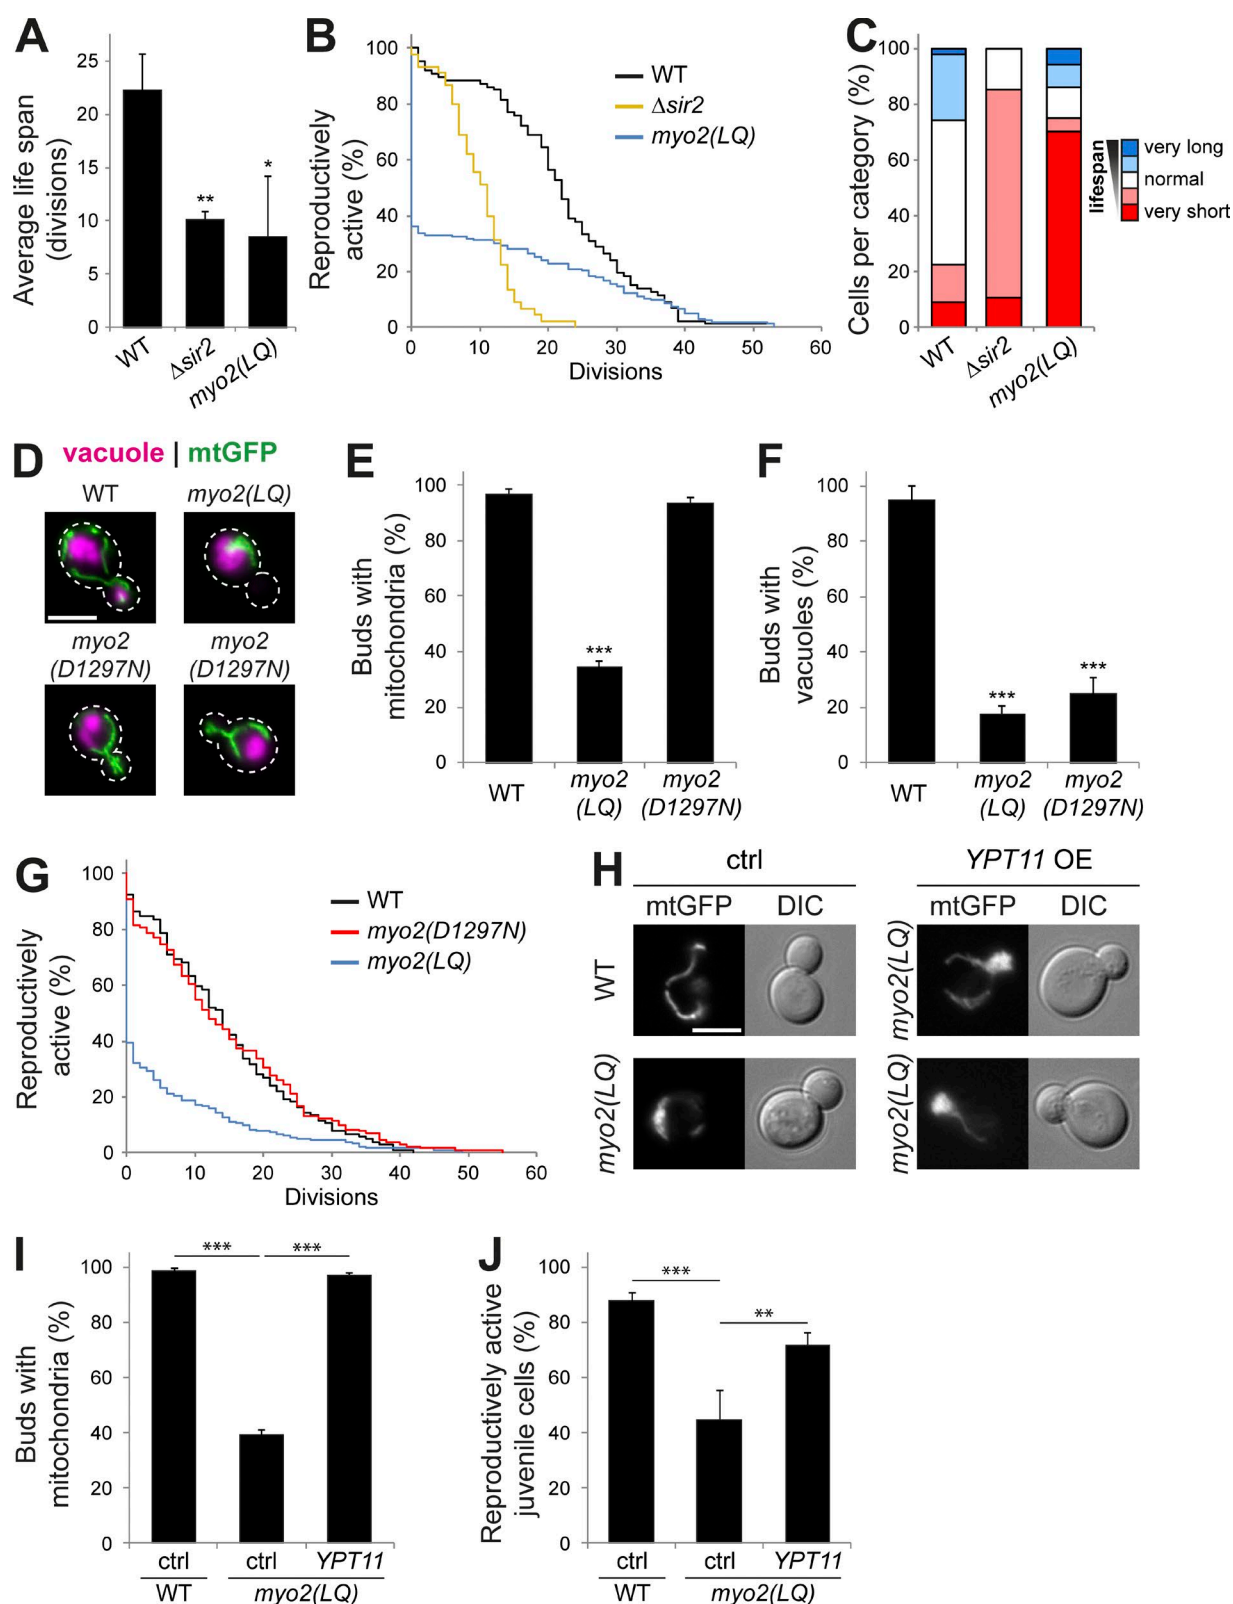 A
Average life span
(divisions)
25
20
15
10
5
0
**
*
WT
Δsir2
myo2(LQ)
B
Reproductively
active (%)
100
80
60
40
20
0
WT
Δsir2
myo2(LQ)
0 10 20 30 40 50 60
Divisions
C
Cells per category (%)
100
80
60
40
20
0
WT
Δsir2
myo2(LQ)
lifespan
very long
normal
very short
D
vacuole | mtGFP
WT
myo2(LQ)
myo2
(D1297N)
myo2
(D1297N)
E
Buds with
mitochondria (%)
100
80
60
40
20
0
***
WT
myo2
(LQ)
myo2
(D1297N)
F
Buds with
vacuoles (%)
100
80
60
40
20
0
***
***
WT
myo2
(LQ)
myo2
(D1297N)
G
Reproductively
active (%)
100
80
60
40
20
0
WT
myo2(D1297N)
myo2(LQ)
0 10 20 30 40 50 60
Divisions
H
ctrl
YPT11 OE
mtGFP DIC
mtGFP DIC
WT
myo2(LQ)
myo2(LQ)
myo2(LQ)
I
Buds with
mitochondria (%)
100
80
60
40
20
0
*** ***
ctrl ctrl YPT11
WT myo2(LQ)
J
Reproductively active
juvenile cells (%)
100
80
60
40
20
0
***
**
ctrl ctrl YPT11
WT myo2(LQ)